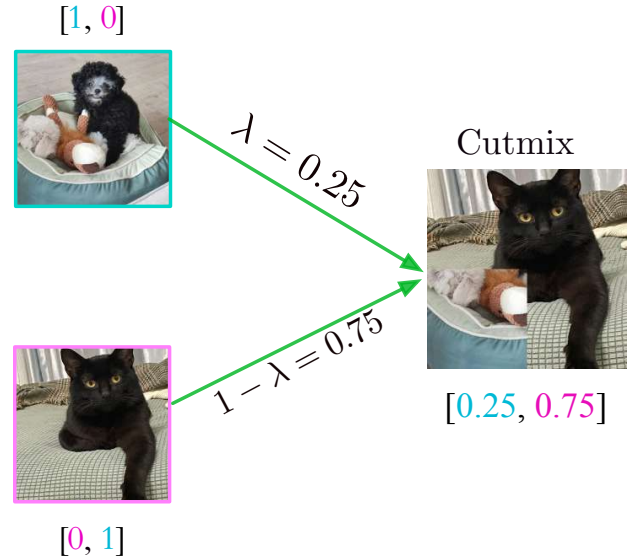 [1, 0]
λ = 0.25
Cutmix
1 − λ = 0.75
[0.25, 0.75]
[0, 1]